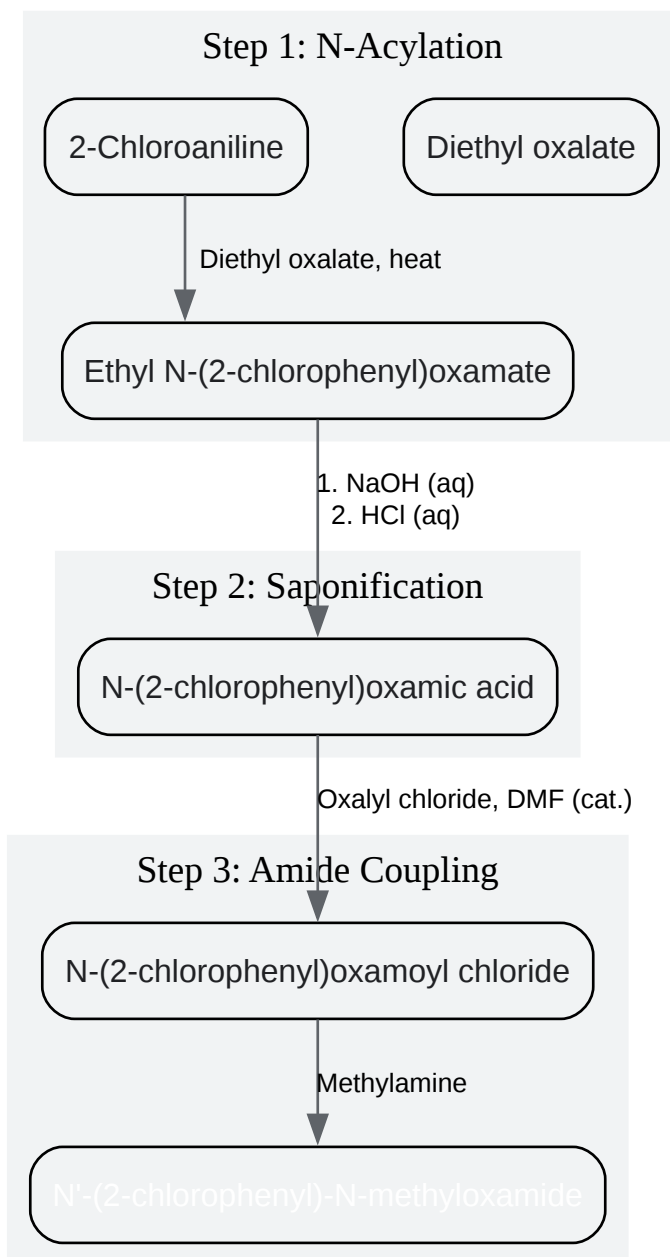 Step 1: N-Acylation
2-Chloroaniline
Diethyl oxalate
Diethyl oxalate, heat
Ethyl N-(2-chlorophenyl)oxamate
1. NaOH (aq)
2. HCl (aq)
Step 2: Saponification
N-(2-chlorophenyl)oxamic acid
Oxalyl chloride, DMF (cat.)
Step 3: Amide Coupling
N-(2-chlorophenyl)oxamoyl chloride
Methylamine
N'-(2-chlorophenyl)-N-methyloxamide